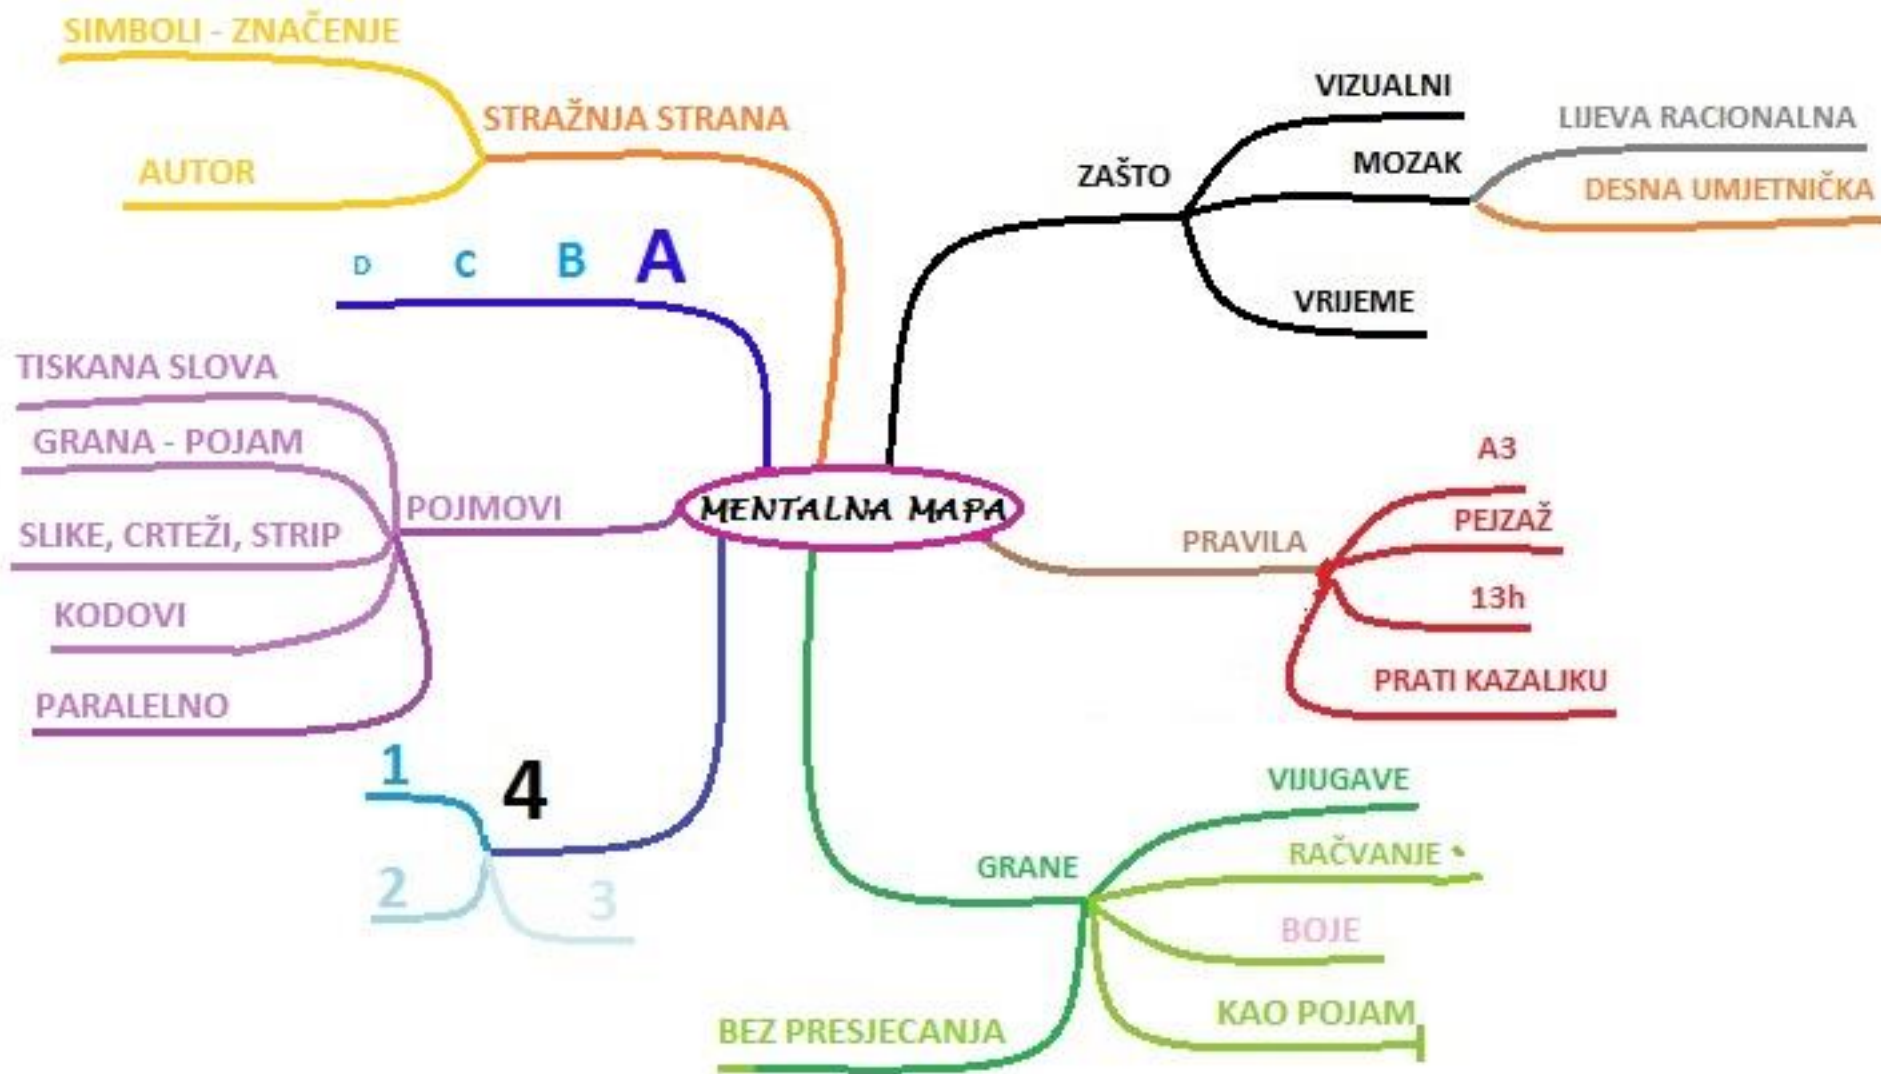 MENTALNA MAPA
ZAŠTO
VIZUALNI
MOZAK
LIJEVA RACIONALNA
DESNA UMJETNIČKA
VRIJEME
PRAVILA
A3
PEJZAŽ
13h
PRATI KAZALJKU
GRANE
VIJUGAVE
RAČVANJE
BOJE
KAO POJAM
BEZ PRESJECANJA
4
1
2
3
POJMOVI
TISKANA SLOVA
GRANA - POJAM
SLIKE, CRTEŽI, STRIP
KODOVI
PARALELNO
D C B A
STRAŽNJA STRANA
SIMBOLI - ZNAČENJE
AUTOR